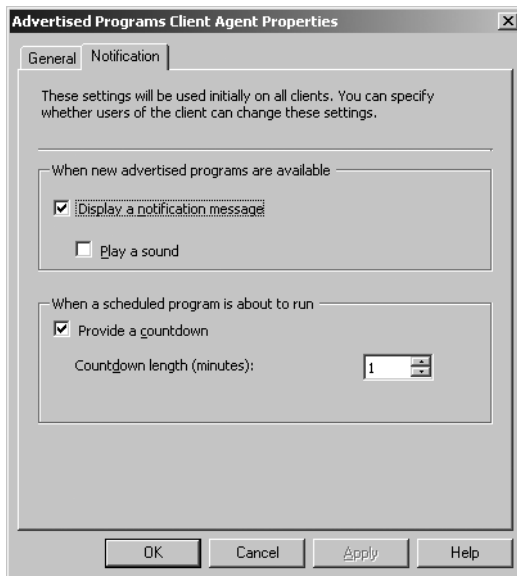 Advertised Programs Client Agent Properties
General
Notification
These settings will be used initially on all clients. You can specify
whether users of the client can change these settings.
When new advertised programs are available
Display a notification message
Play a sound
When a scheduled program is about to run
Provide a countdown
Countdown length (minutes):
1
OK
Cancel
Apply
Help